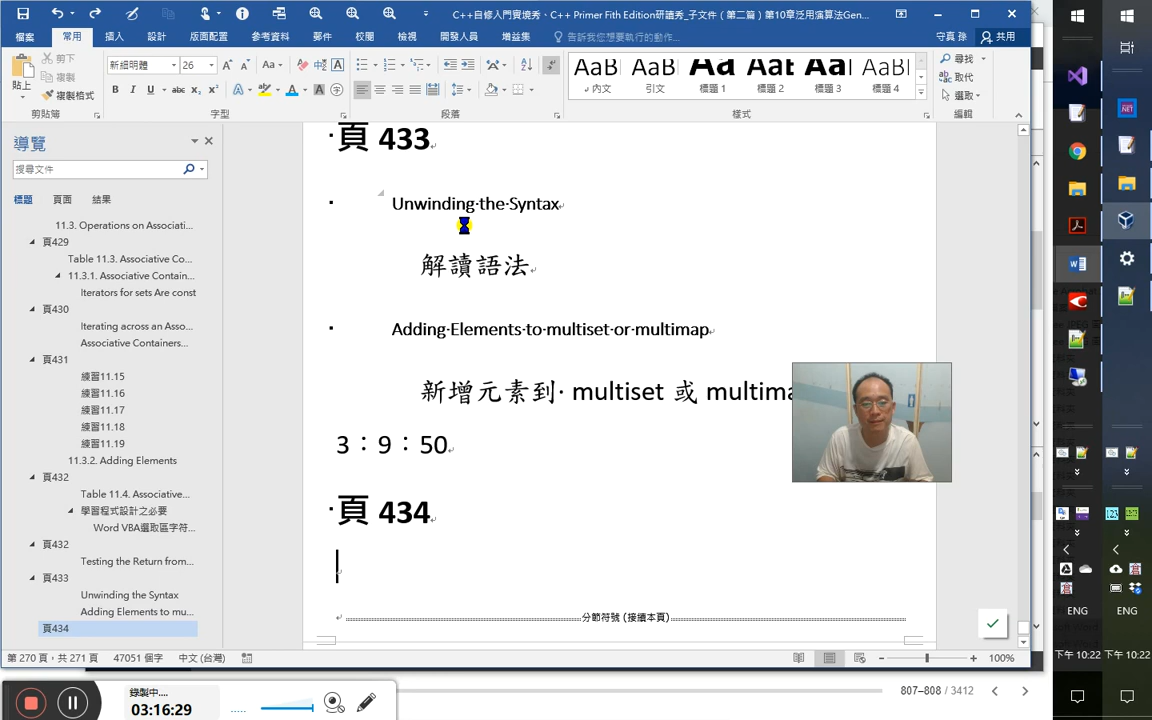 C++自修入門實境秀、C++ Primer Fith Edition研讀秀_子文件（第二篇）第10章泛用演算法Gen...
檔案 常用 插入 設計 版面配置 參考資料 郵件 校閱 檢視 開發人員 增益集 告訴我您想要執行的動作... 守真 孫 共用
貼上 剪下 複製 複製格式
新細明體 26
AaBl AaBl Aa Aat Aal AaBl
內文 引文 標題 1 標題 2 標題 3 標題 4
尋找 取代 選取
剪貼簿 字型 段落 樣式 編輯
導覽
搜尋文件
標題 頁面 結果
11.3. Operations on Associati...
頁429
Table 11.3. Associative Co...
11.3.1. Associative Contain...
Iterators for sets Are const
頁430
Iterating across an Asso...
Associative Containers...
頁431
練習11.15
練習11.16
練習11.17
練習11.18
練習11.19
11.3.2. Adding Elements
頁432
Table 11.4. Associative...
學習程式設計之必要
Word VBA選取區字符...
頁432
Testing the Return from...
頁433
Unwinding the Syntax
Adding Elements to mu...
頁434
頁 433
Unwinding the Syntax
解讀語法
Adding Elements to multiset or multimap
新增元素到 multiset 或 multima
3：9：50
頁 434
分節符號 (接續本頁)
第 270 頁，共 271 頁 47051 個字 中文 (台灣) 100%
錄製中....
03:16:29
807–808 / 3412
ENG ENG
下午 10:22 下午 10:22